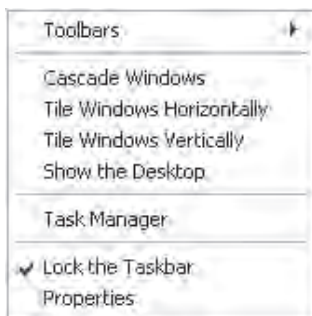 Toolbars
Cascade Windows
Tile Windows Horizontally
Tile Windows Vertically
Show the Desktop
Task Manager
Lock the Taskbar
Properties